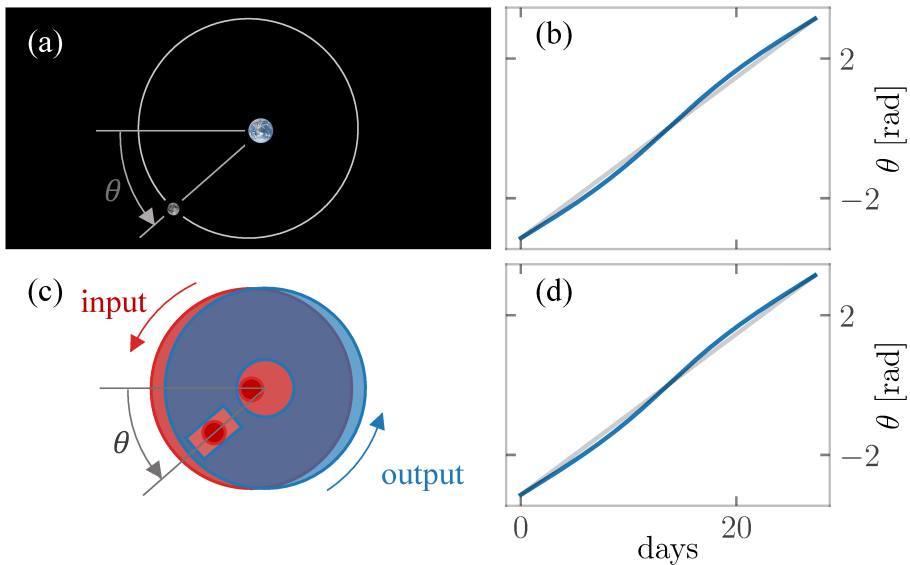 (a)
θ
(b)
2
−2
θ [rad]
(c)
input
θ
output
(d)
2
−2
θ [rad]
0
20
days